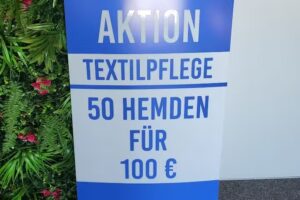 AKTION
TEXTILPFLEGE
50 HEMDEN
FÜR
100 €